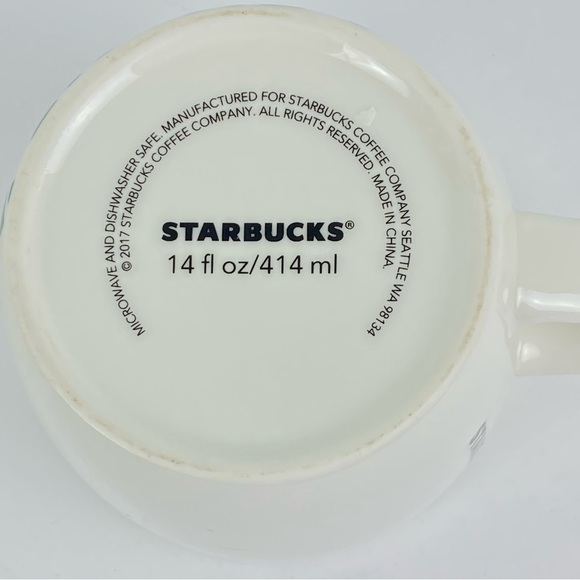 MICROWAVE AND DISHWASHER SAFE. MANUFACTURED FOR STARBUCKS COFFEE COMPANY SEATTLE WA 98134
© 2017 STARBUCKS COFFEE COMPANY. ALL RIGHTS RESERVED. MADE IN CHINA.
STARBUCKS®
14 fl oz/414 ml